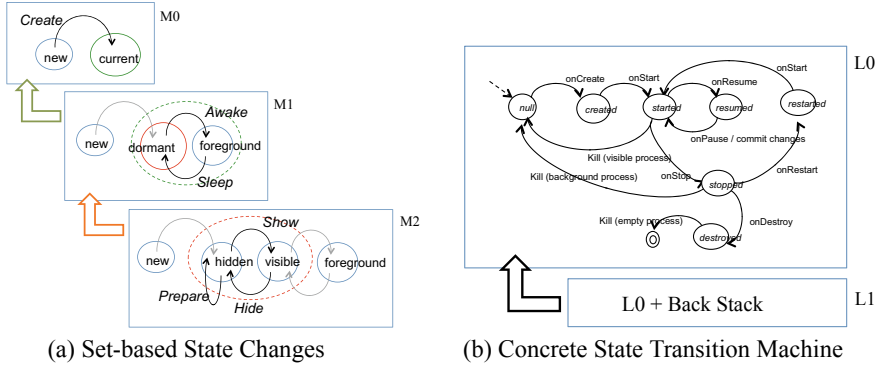 M0
Create
new
current
M1
new
dormant
Awake
foreground
Sleep
M2
Show
new
hidden
visible
foreground
Prepare
Hide
(a) Set-based State Changes
L0
onStart
onCreate
onStart
onResume
null
created
started
resumed
restarted
onPause / commit changes
Kill (visible process)
Kill (background process)
onStop
stopped
onRestart
onDestroy
Kill (empty process)
destroyed
L1
L0 + Back Stack
(b) Concrete State Transition Machine